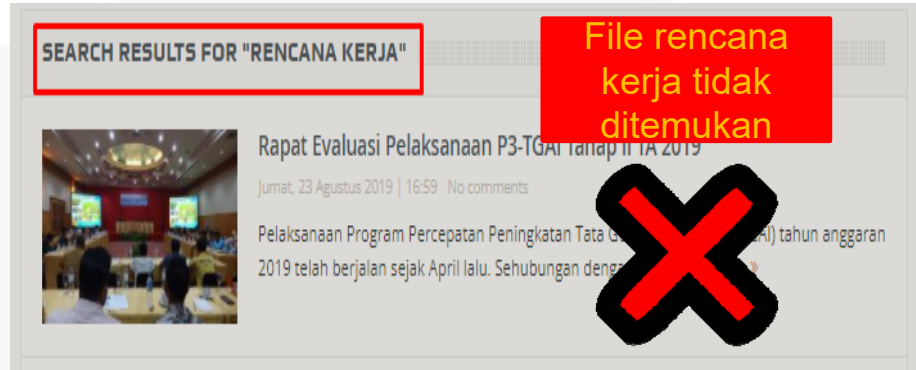 SEARCH RESULTS FOR "RENCANA KERJA"
File rencana
kerja tidak
ditemukan
Rapat Evaluasi Pelaksanaan P3-TGAI Tahap II TA 2019
Jumat, 23 Agustus 2019 | 16:59 No comments
Pelaksanaan Program Percepatan Peningkatan Tata tahun anggaran
2019 telah berjalan sejak April lalu. Sehubungan »